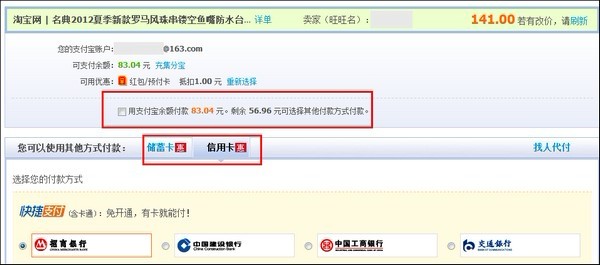 淘宝网 | 名典2012夏季新款罗马风珠串镂空鱼嘴防水台... 详单 卖家（旺旺名） 141.00 若有改价，请刷新
您的支付宝账户： @163.com
可支付余额：83.04 元 充集分宝
可用优惠： 红包/预付卡 抵扣1.00 元 重新选择
用支付宝余额付款 83.04 元。剩余 56.96 元可选择其他付款方式付款。
您可以使用其他方式付款： 储蓄卡 惠 信用卡 惠 找人代付
选择您的付款方式
快捷支付（含卡通）：免开通，有卡就能付！
招商银行 CHINA MERCHANTS BANK 中国建设银行 China Construction Bank 中国工商银行 交通银行